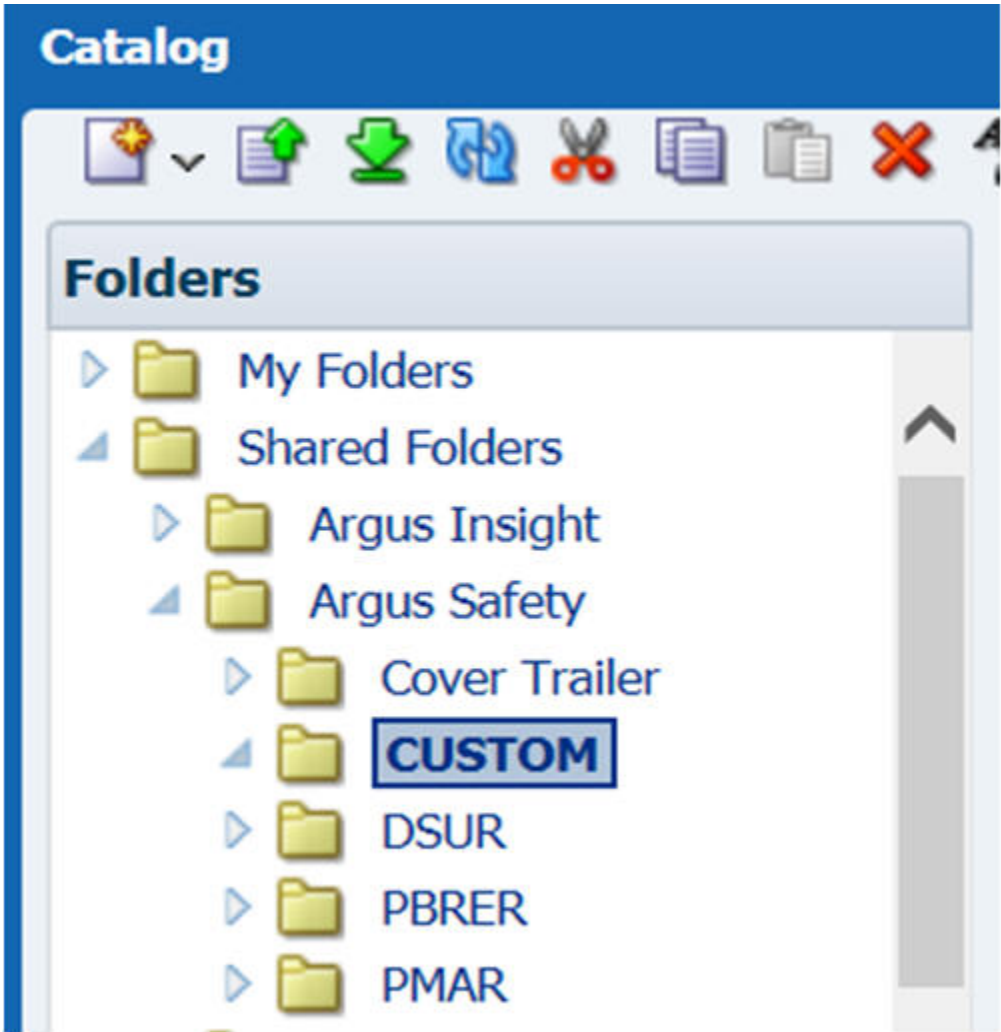 Catalog
Folders
My Folders
Shared Folders
Argus Insight
Argus Safety
Cover Trailer
CUSTOM
DSUR
PBRER
PMAR